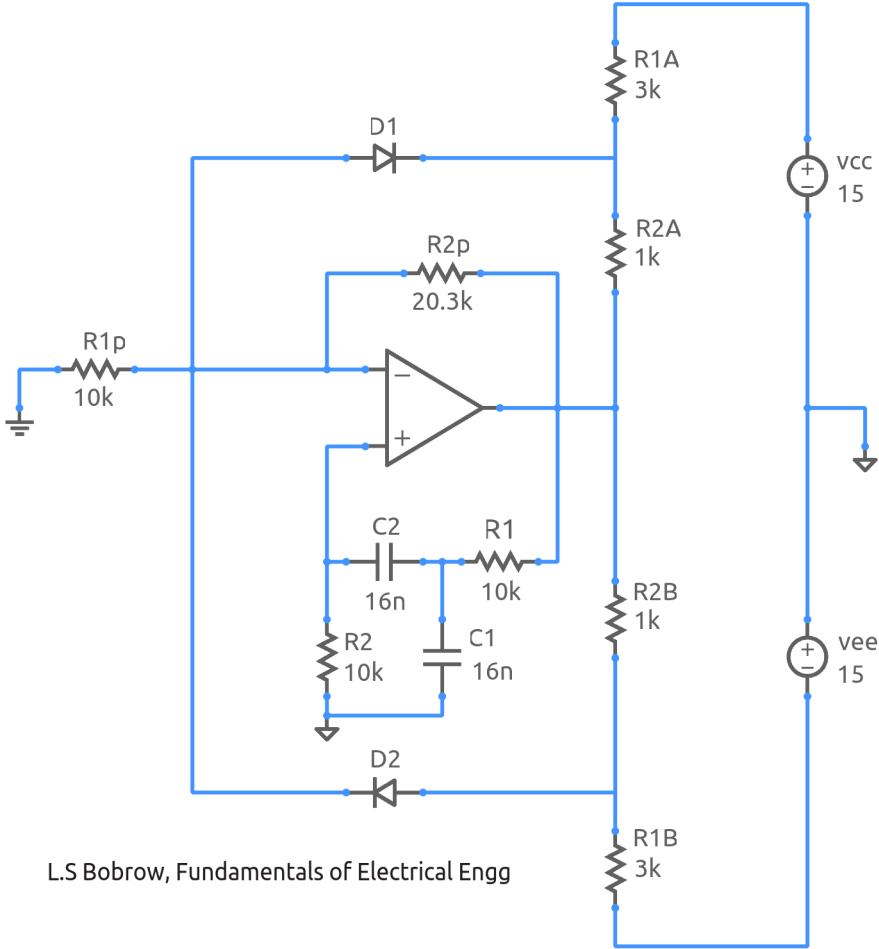 R1A
3k
D1
vcc
15
R2A
1k
R2p
20.3k
R1p
10k
−
+
C2
16n
R1
10k
R2B
1k
R2
10k
C1
16n
vee
15
D2
R1B
3k
L.S Bobrow, Fundamentals of Electrical Engg